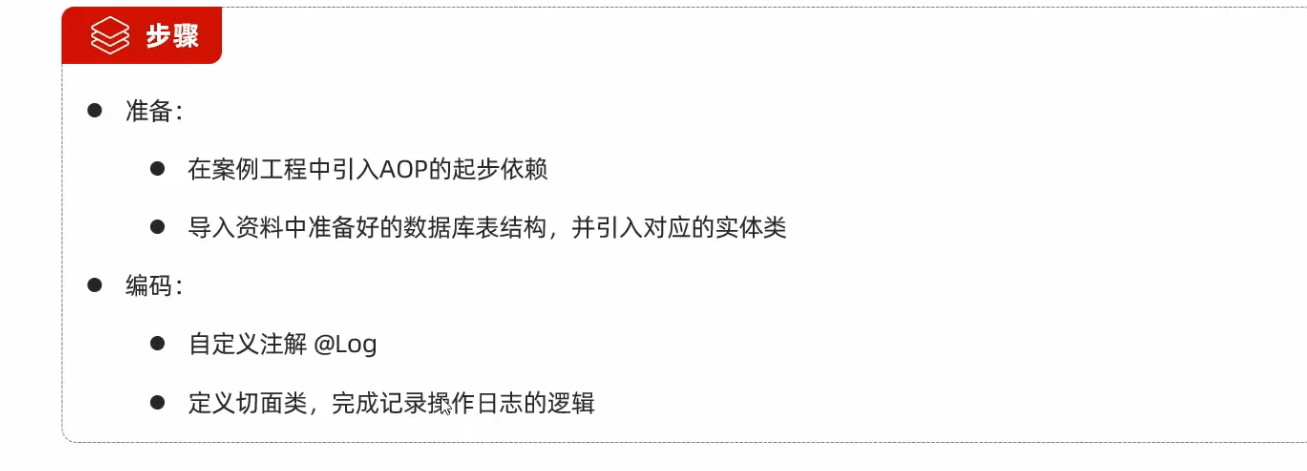 步骤
准备：
在案例工程中引入AOP的起步依赖
导入资料中准备好的数据库表结构，并引入对应的实体类
编码：
自定义注解 @Log
定义切面类，完成记录操作日志的逻辑